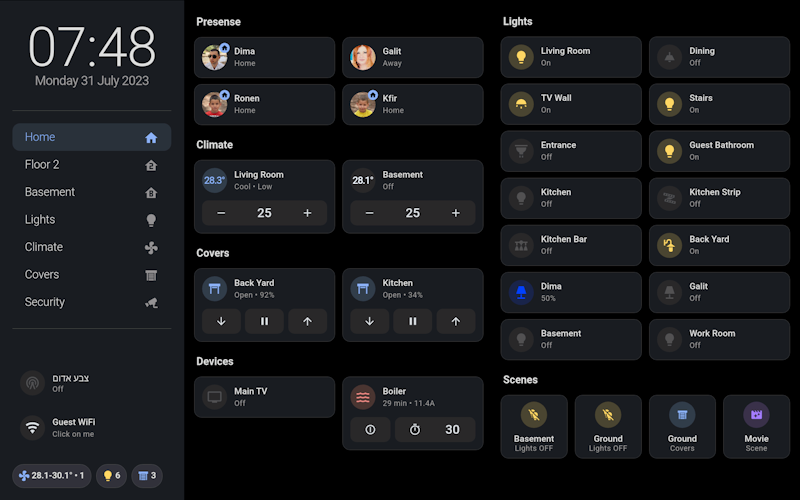 07:48
Monday 31 July 2023
Home
Floor 2
Basement
Lights
Climate
Covers
Security
צבע אדום
Off
Guest WiFi
Click on me
28.1-30.1° • 1
6
3
Presense
Dima
Home
Galit
Away
Ronen
Home
Kfir
Home
Climate
28.3°
Living Room
Cool • Low
− 25 +
28.1°
Basement
Off
− 25 +
Covers
Back Yard
Open • 92%
Kitchen
Open • 34%
Devices
Main TV
Off
Boiler
29 min • 11.4A
30
Lights
Living Room
On
Dining
Off
TV Wall
On
Stairs
On
Entrance
Off
Guest Bathroom
On
Kitchen
Off
Kitchen Strip
Off
Kitchen Bar
Off
Back Yard
On
Dima
50%
Galit
Off
Basement
Off
Work Room
Off
Scenes
Basement
Lights OFF
Ground
Lights OFF
Ground
Covers
Movie
Scene